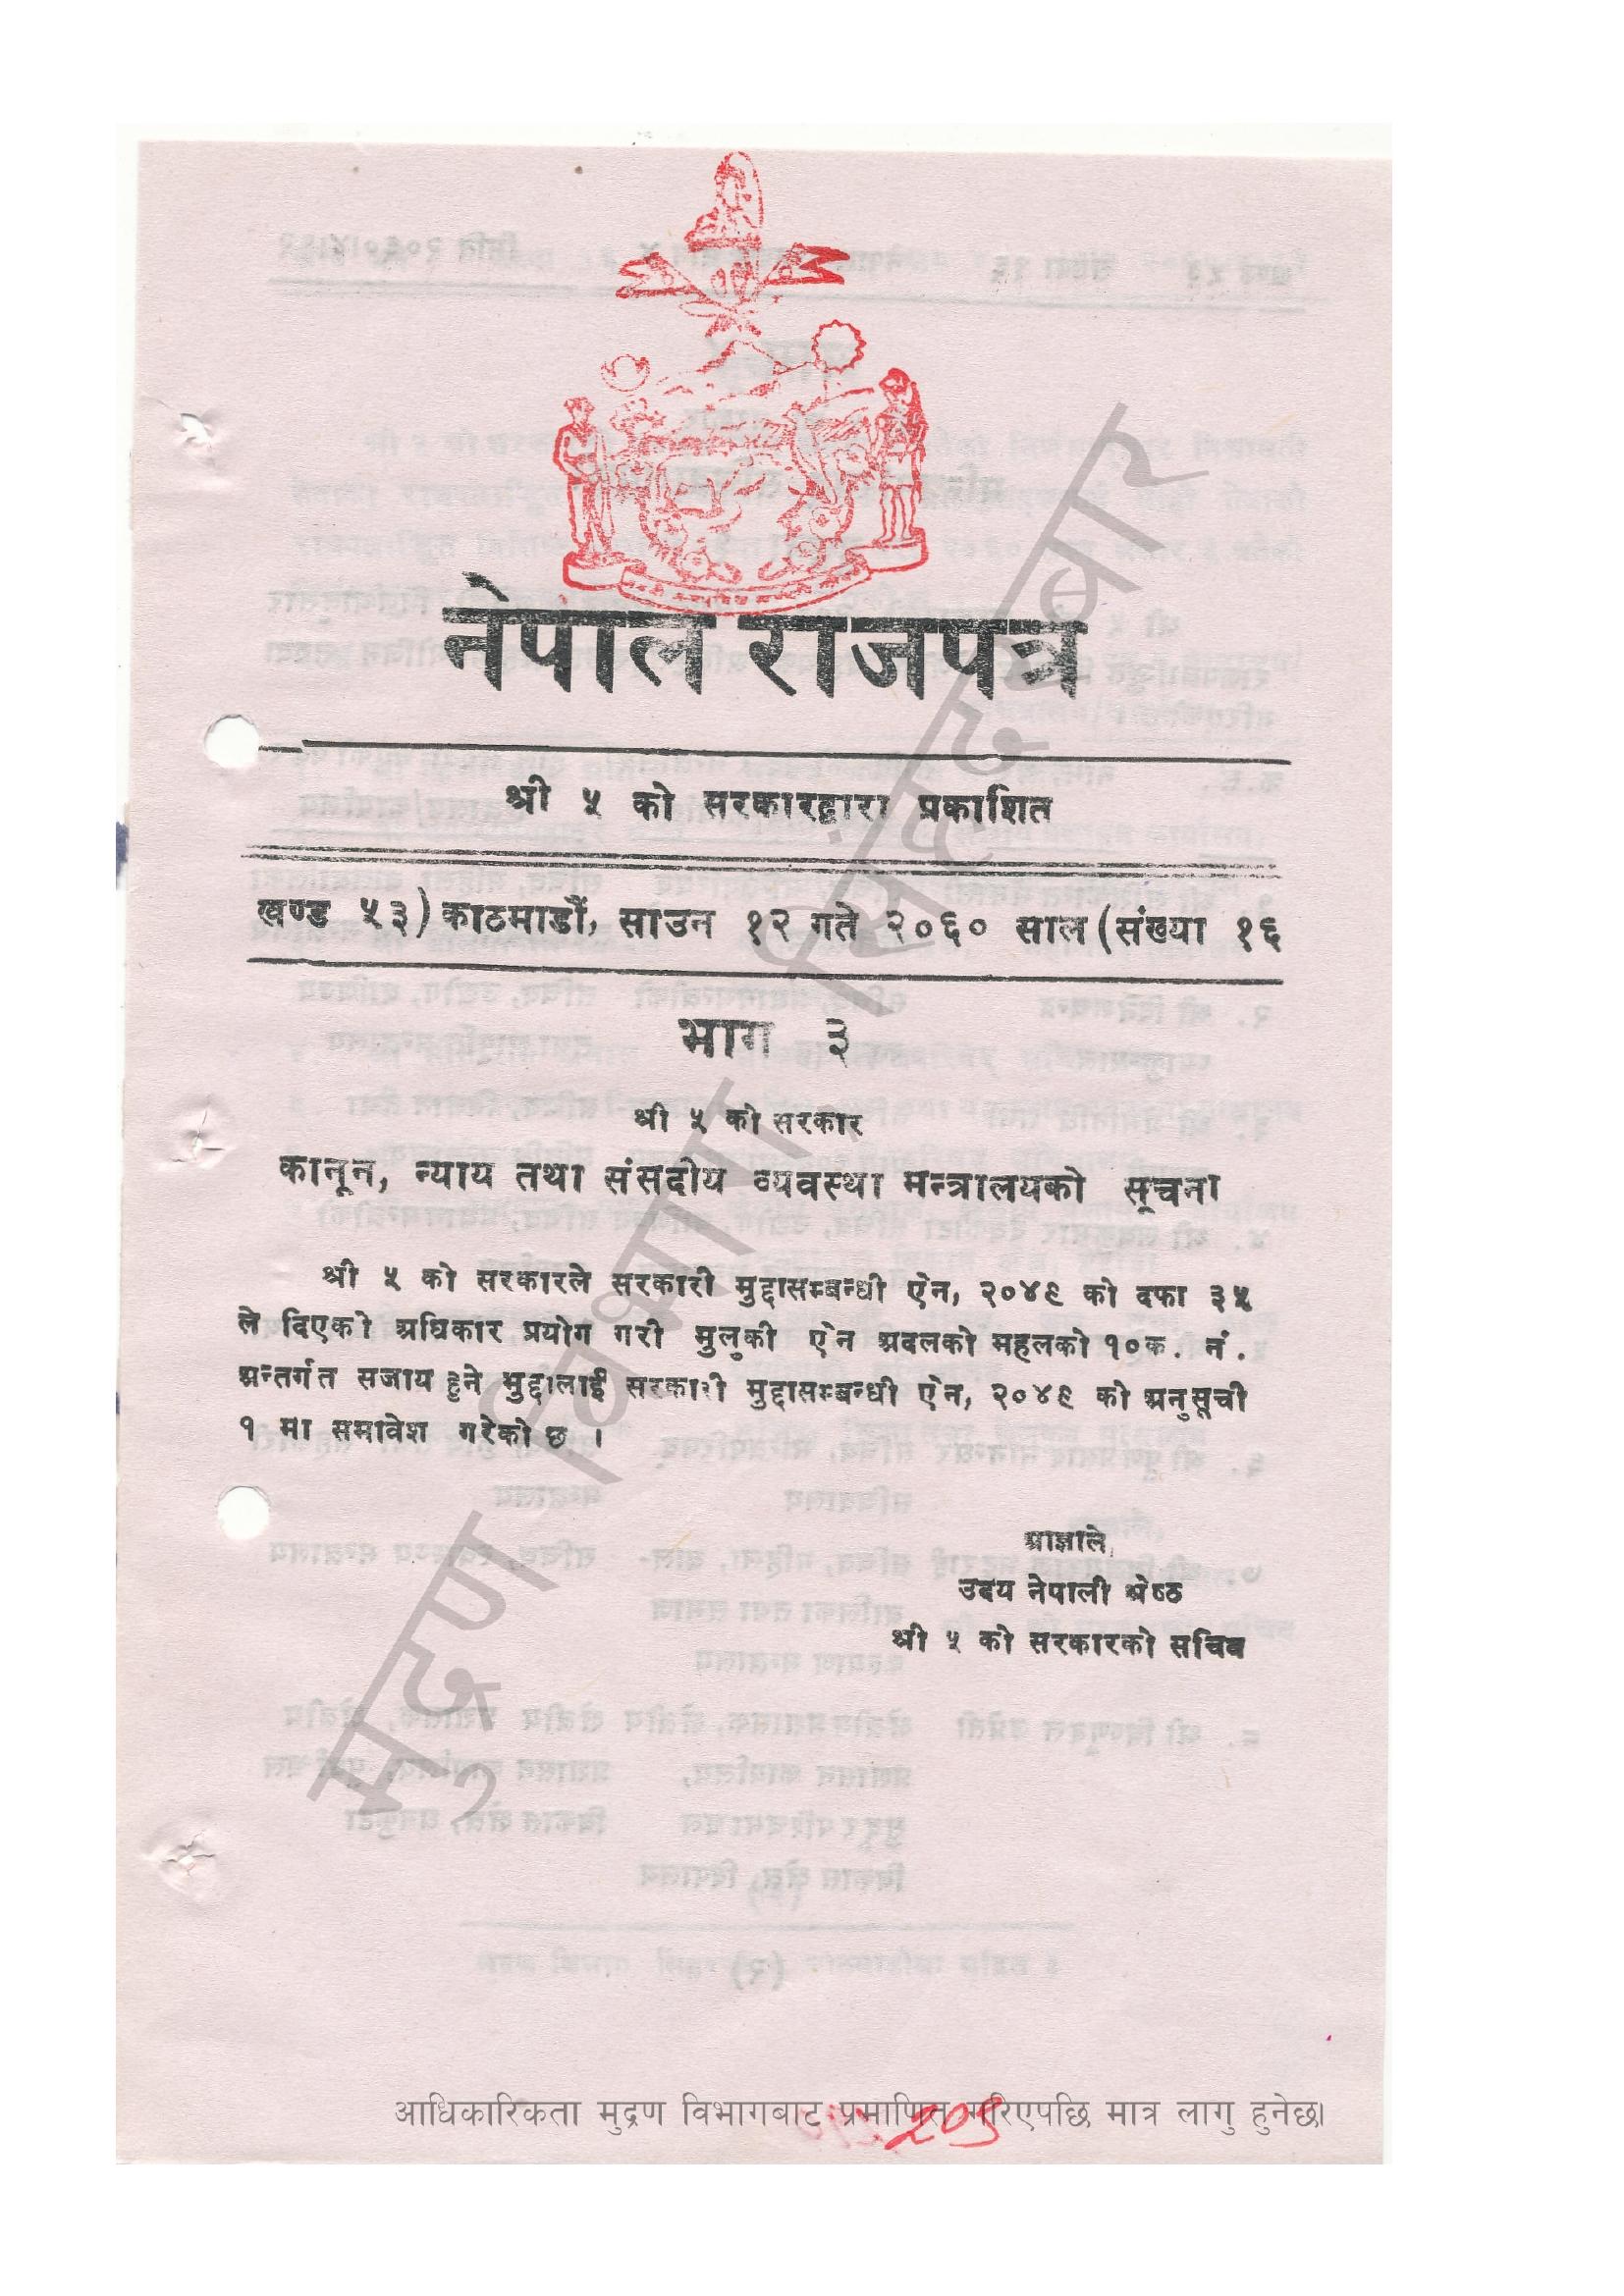 नेपाल राजपत्र
श्री ५ को सरकारद्वारा प्रकाशित
खण्ड ५३) काठमाडौं, साउन १२ गते २०६० साल (संख्या १६
भाग ३
श्री ५ को सरकार
कानून, न्याय तथा संसदीय व्यवस्था मन्त्रालयको सूचना
श्री ५ को सरकारले सरकारी मुद्दासम्बन्धी ऐन, २०४९ को दफा ३५
ले दिएको अधिकार प्रयोग गरी मुलुकी ऐन अदलको महलको १०क. नं.
अन्तर्गत सजाय हुने मुद्दालाई सरकारी मुद्दासम्बन्धी ऐन, २०४९ को अनुसूची
१ मा समावेश गरेको छ ।
आज्ञाले,
उदय नेपाली श्रेष्ठ
श्री ५ को सरकारको सचिव
मुद्रण विभाग, सिंहदरबार
आधिकारिकता मुद्रण विभागबाट प्रमाणित गरिएपछि मात्र लागु हुनेछ।